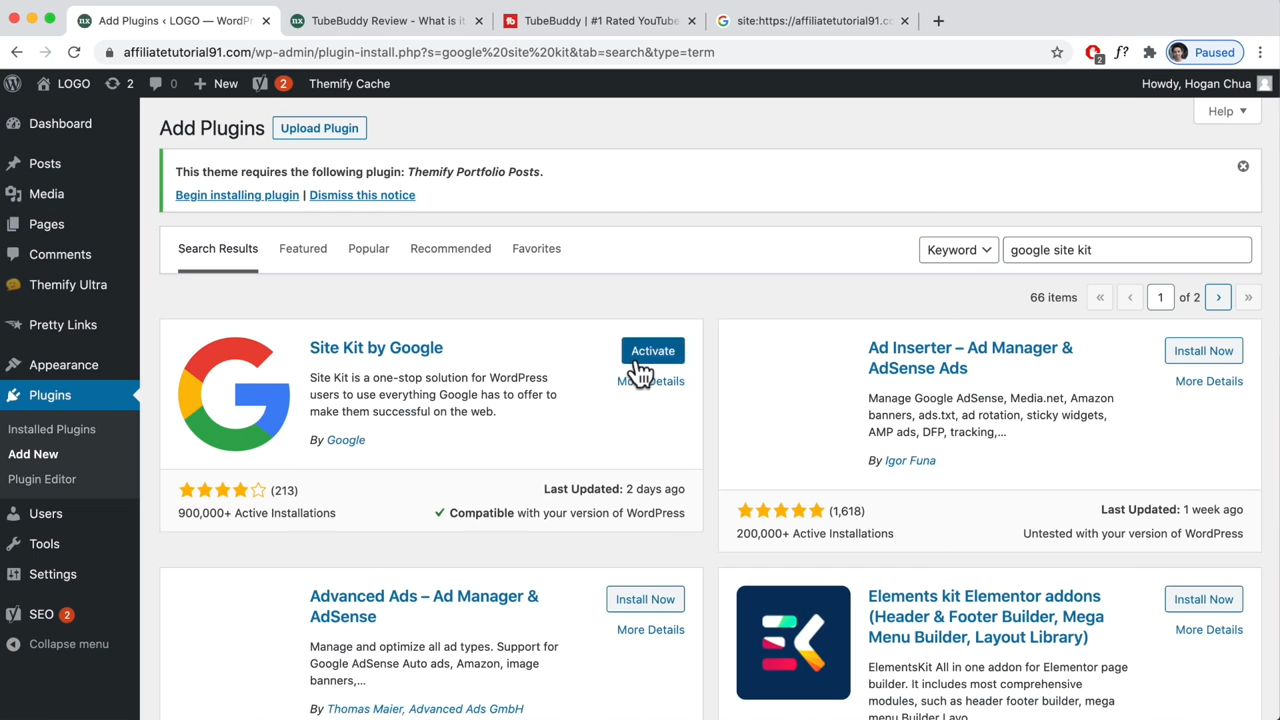 Add Plugins ‹ LOGO — WordPr
TubeBuddy Review - What is it
TubeBuddy | #1 Rated YouTube
site:https://affiliatetutorial91.cc
affiliatetutorial91.com/wp-admin/plugin-install.php?s=google%20site%20kit&tab=search&type=term
2
f?
Paused
LOGO
2
0
New
2
Themify Cache
Howdy, Hogan Chua
Dashboard
Posts
Media
Pages
Comments
Themify Ultra
Pretty Links
Appearance
Plugins
Installed Plugins
Add New
Plugin Editor
Users
Tools
Settings
SEO 2
Collapse menu
Add Plugins
Upload Plugin
Help
This theme requires the following plugin: Themify Portfolio Posts.
Begin installing plugin | Dismiss this notice
Search Results
Featured
Popular
Recommended
Favorites
Keyword
google site kit
66 items
«
‹
1
of 2
›
»
Site Kit by Google
Activate
More Details
Site Kit is a one-stop solution for WordPress
users to use everything Google has to offer to
make them successful on the web.
By Google
(213)
900,000+ Active Installations
Last Updated: 2 days ago
Compatible with your version of WordPress
Ad Inserter – Ad Manager &
AdSense Ads
Install Now
More Details
Manage Google AdSense, Media.net, Amazon
banners, ads.txt, ad rotation, sticky widgets,
AMP ads, DFP, tracking,...
By Igor Funa
(1,618)
200,000+ Active Installations
Last Updated: 1 week ago
Untested with your version of WordPress
Advanced Ads – Ad Manager &
AdSense
Install Now
More Details
Manage and optimize all ad types. Support for
Google AdSense Auto ads, Amazon, image
banners,...
By Thomas Maier, Advanced Ads GmbH
Elements kit Elementor addons
(Header & Footer Builder, Mega
Menu Builder, Layout Library)
Install Now
More Details
ElementsKit All in one addon for Elementor page
builder. It includes most comprehensive
modules, such as header footer builder, mega
menu Builder, Layo